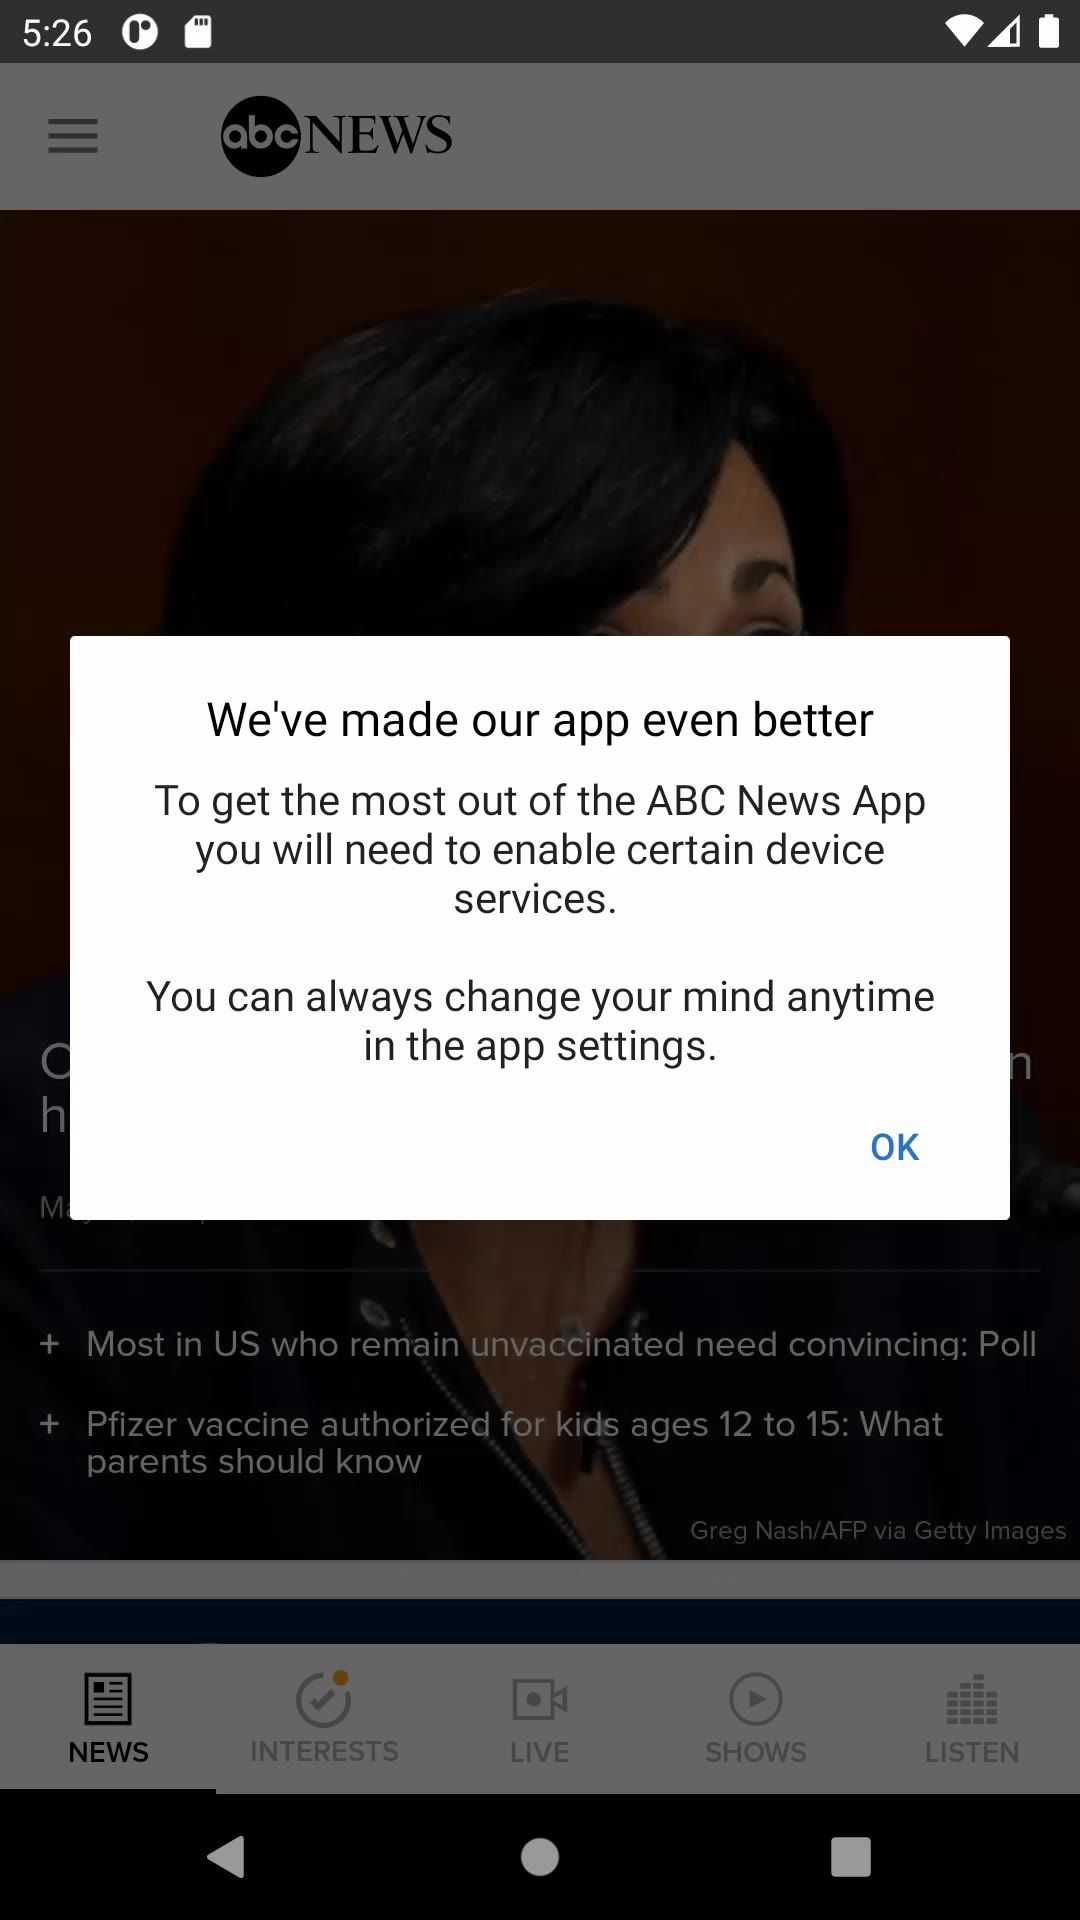 5:26
abc NEWS
We've made our app even better
To get the most out of the ABC News App
you will need to enable certain device
services.
You can always change your mind anytime
in the app settings.
OK
+ Most in US who remain unvaccinated need convincing: Poll
+ Pfizer vaccine authorized for kids ages 12 to 15: What
parents should know
Greg Nash/AFP via Getty Images
NEWS
INTERESTS
LIVE
SHOWS
LISTEN